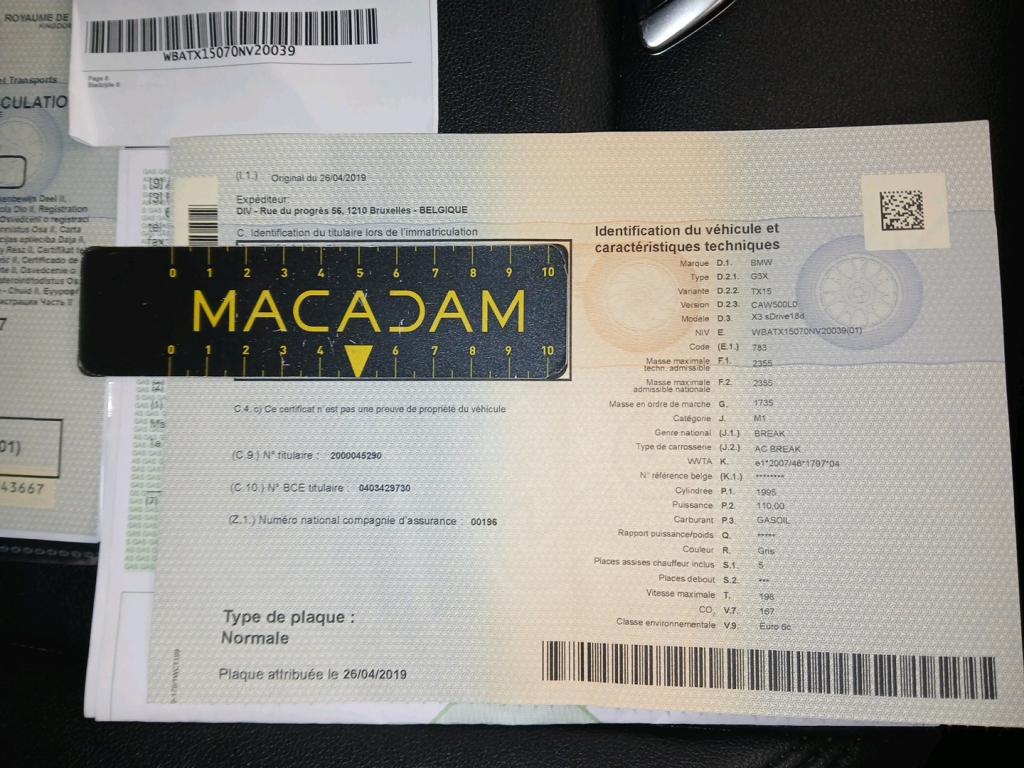 ROYAUME DE
WBATX15070NV20039
Page 8
Bladzijde 8
Transports
CULATIO
(I.1.) Original du 26/04/2019
Expéditeur:
DIV - Rue du progrès 56, 1210 Bruxelles - BELGIQUE
C. Identification du titulaire lors de l'immatriculation
0 1 2 3 4 5 6 7 8 9 10
MACADAM
0 1 2 3 4 6 7 8 9 10
C.4. c) Ce certificat n'est pas une preuve de propriété du véhicule
(C.9.) N° titulaire : 2000045290
(C.10.) N° BCE titulaire : 0403429730
(Z.1.) Numéro national compagnie d'assurance : 00196
Type de plaque :
Normale
Plaque attribuée le 26/04/2019
Identification du véhicule et
caractéristiques techniques
Marque D.1. BMW
Type D.2.1. G3X
Variante D.2.2. TX15
Version D.2.3. CAW500L0
Modèle D.3. X3 sDrive18d
NIV E. WBATX15070NV20039(01)
Code (E.1.) 783
Masse maximale
techn. admissible F.1. 2355
Masse maximale
admissible nationale F.2. 2355
Masse en ordre de marche G. 1735
Catégorie J. M1
Genre national (J.1.) BREAK
Type de carrosserie (J.2.) AC BREAK
WVTA K. e1*2007/46*1797*04
N° référence belge (K.1.) ********
Cylindrée P.1. 1995
Puissance P.2. 110,00
Carburant P.3. GASOIL
Rapport puissance/poids Q. *****
Couleur R. Gris
Places assises chauffeur inclus S.1. 5
Places debout S.2. ***
Vitesse maximale T. 198
CO₂ V.7. 167
Classe environnementale V.9. Euro 6c
01)
43667